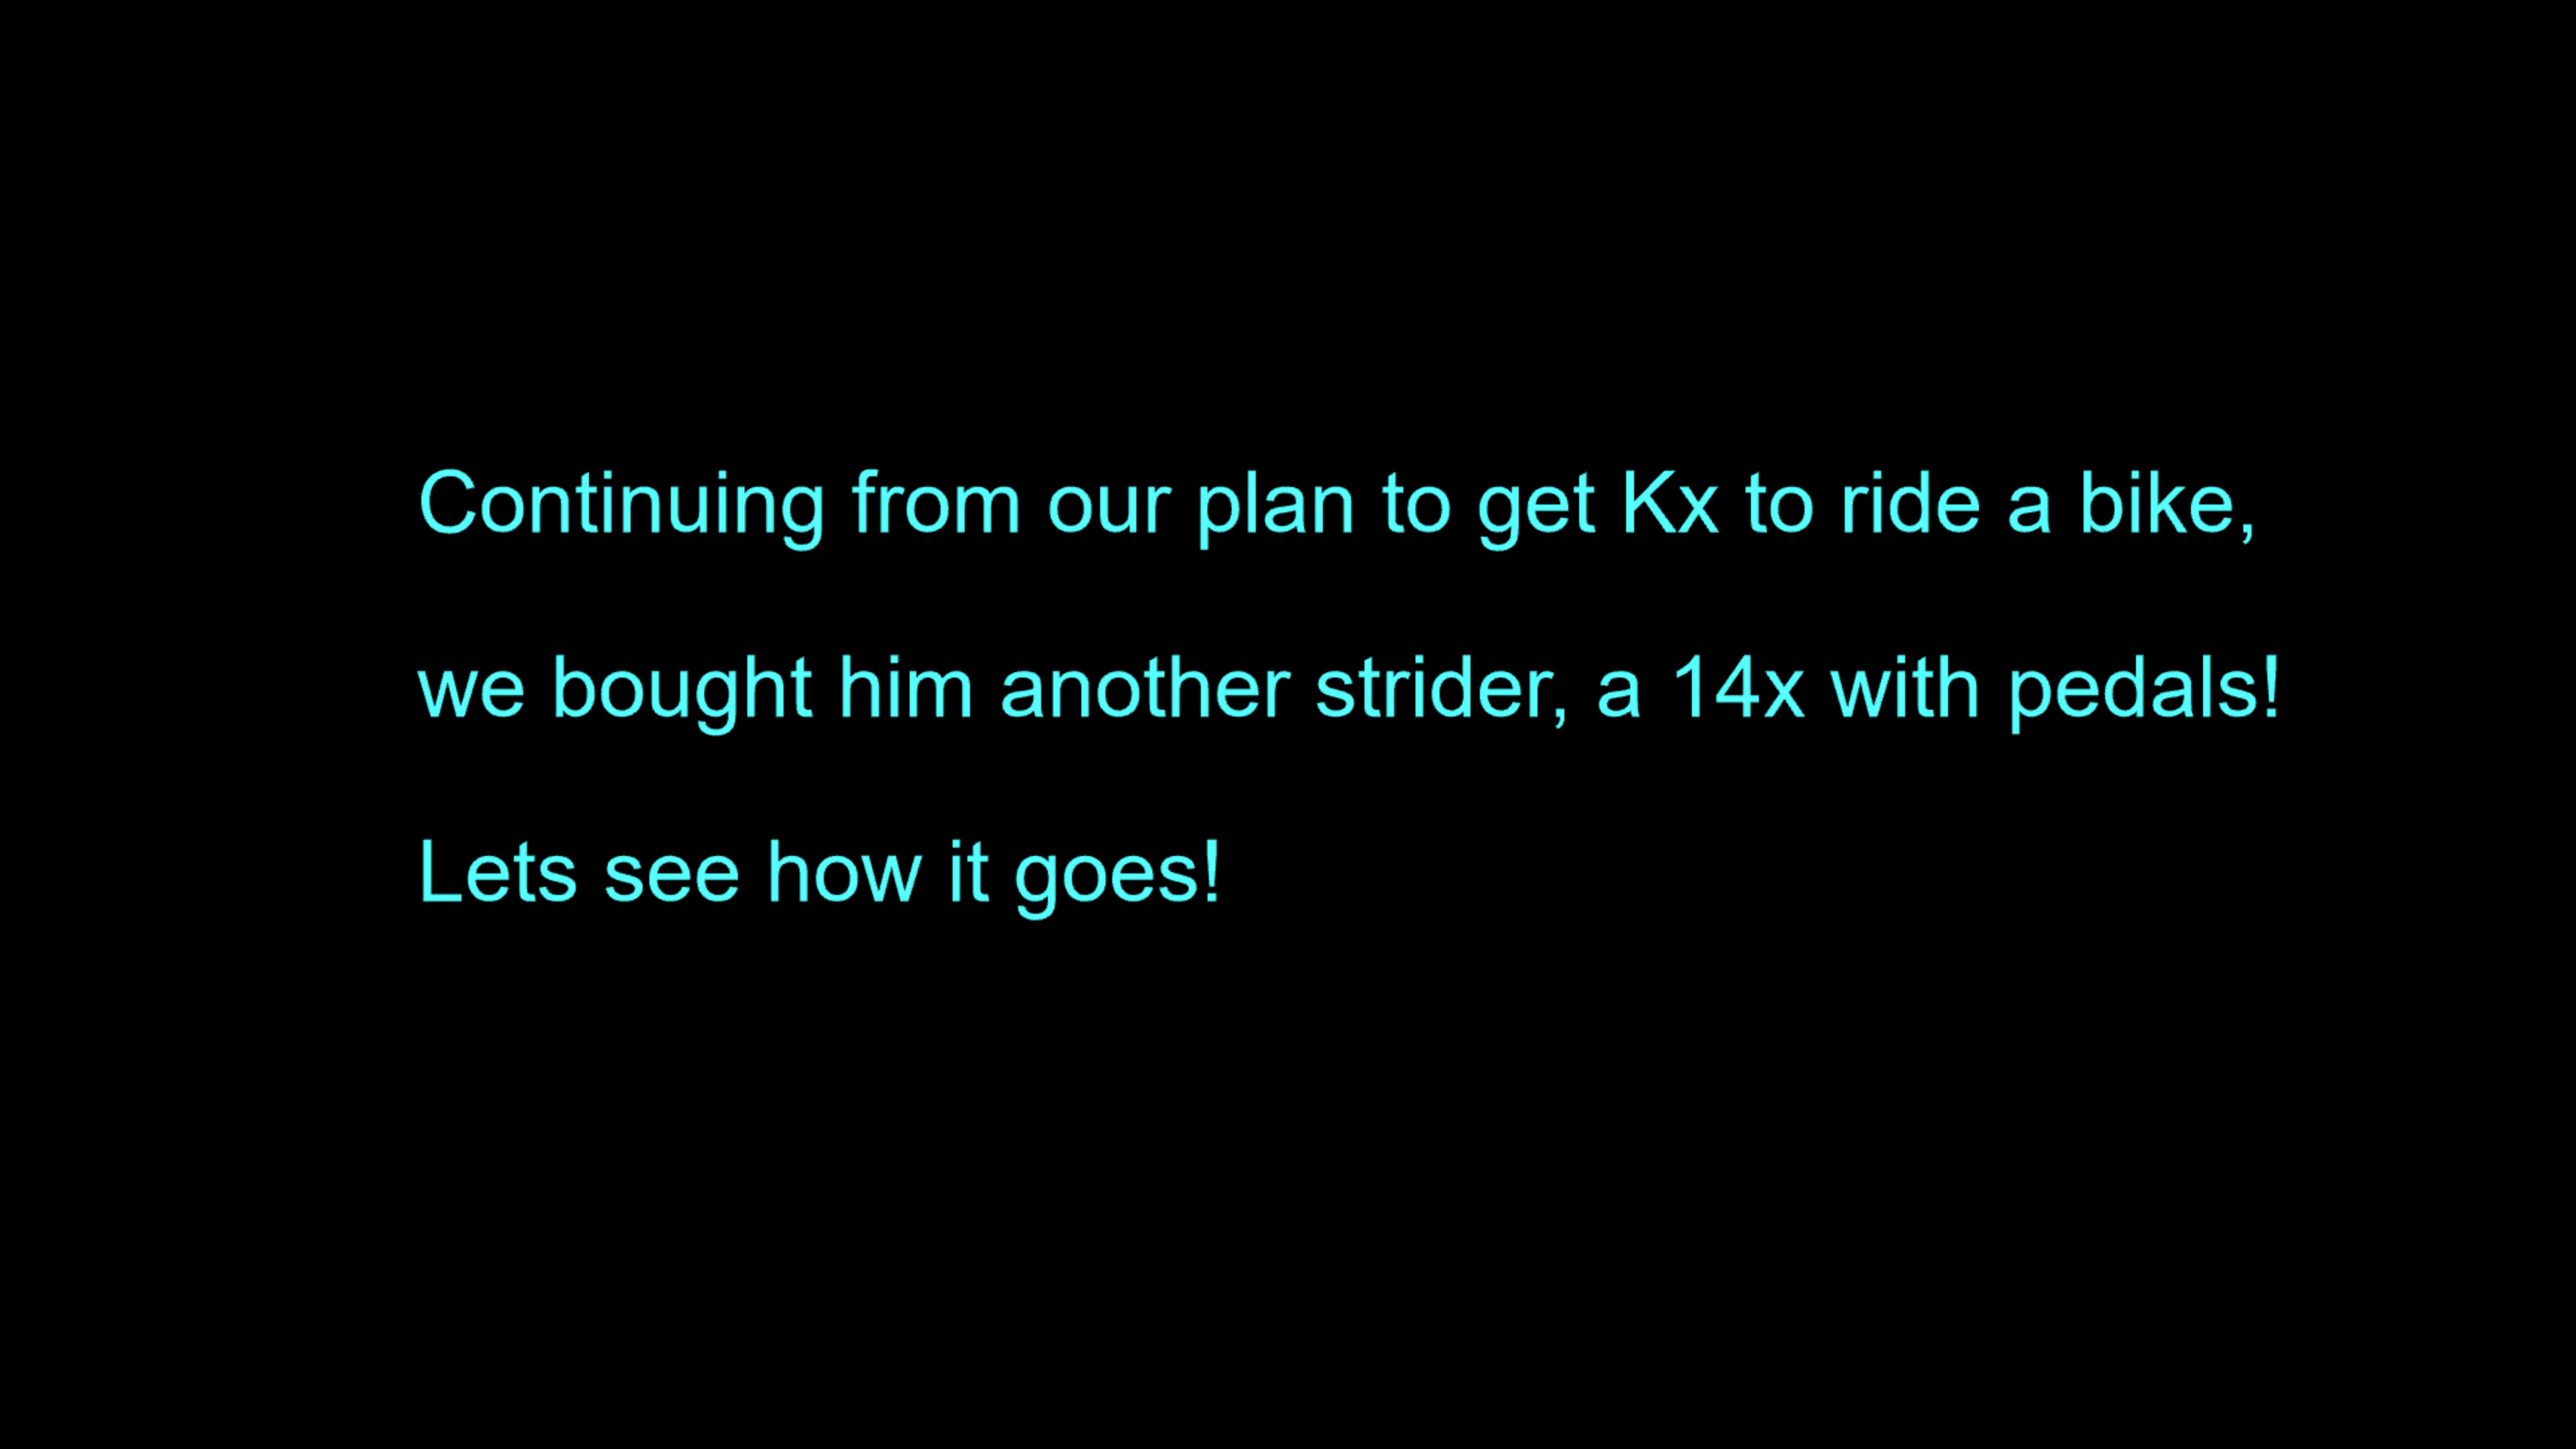 Continuing from our plan to get Kx to ride a bike,
we bought him another strider, a 14x with pedals!
Lets see how it goes!